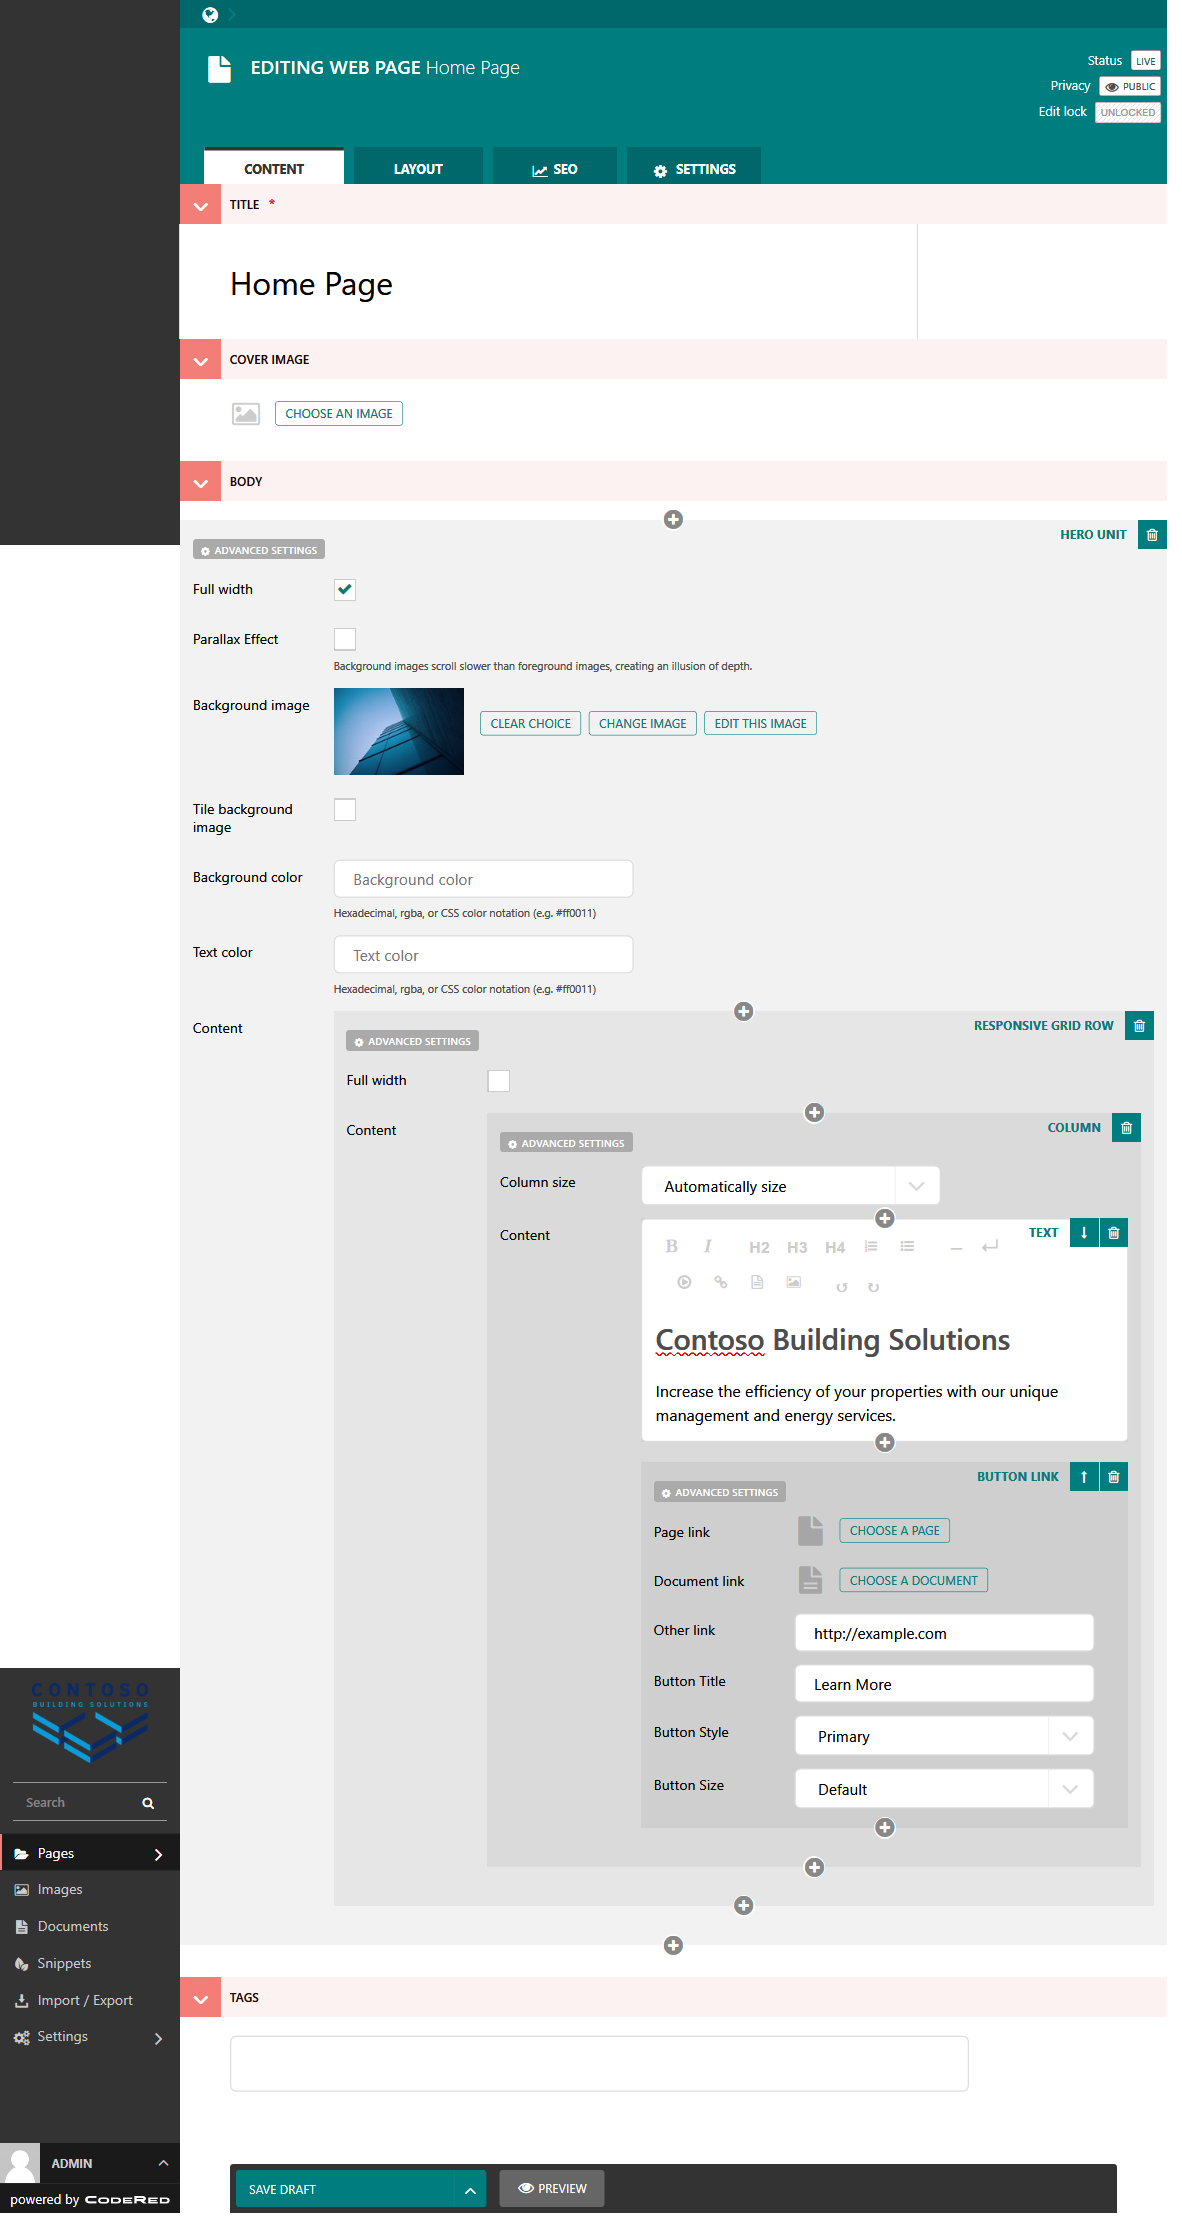 EDITING WEB PAGE Home Page
Status LIVE
Privacy PUBLIC
Edit lock UNLOCKED
CONTENT LAYOUT SEO SETTINGS
TITLE *
Home Page
COVER IMAGE
CHOOSE AN IMAGE
BODY
HERO UNIT
ADVANCED SETTINGS
Full width
Parallax Effect
Background images scroll slower than foreground images, creating an illusion of depth.
Background image
CLEAR CHOICE CHANGE IMAGE EDIT THIS IMAGE
Tile background
image
Background color
Background color
Hexadecimal, rgba, or CSS color notation (e.g. #ff0011)
Text color
Text color
Hexadecimal, rgba, or CSS color notation (e.g. #ff0011)
Content
RESPONSIVE GRID ROW
ADVANCED SETTINGS
Full width
Content
COLUMN
ADVANCED SETTINGS
Column size
Automatically size
Content
TEXT
B I H2 H3 H4
Contoso Building Solutions
Increase the efficiency of your properties with our unique
management and energy services.
BUTTON LINK
ADVANCED SETTINGS
Page link
CHOOSE A PAGE
Document link
CHOOSE A DOCUMENT
Other link
http://example.com
Button Title
Learn More
Button Style
Primary
Button Size
Default
CONTOSO
BUILDING SOLUTIONS
Search
Pages
Images
Documents
Snippets
Import / Export
Settings
ADMIN
powered by CODERED
TAGS
SAVE DRAFT
PREVIEW